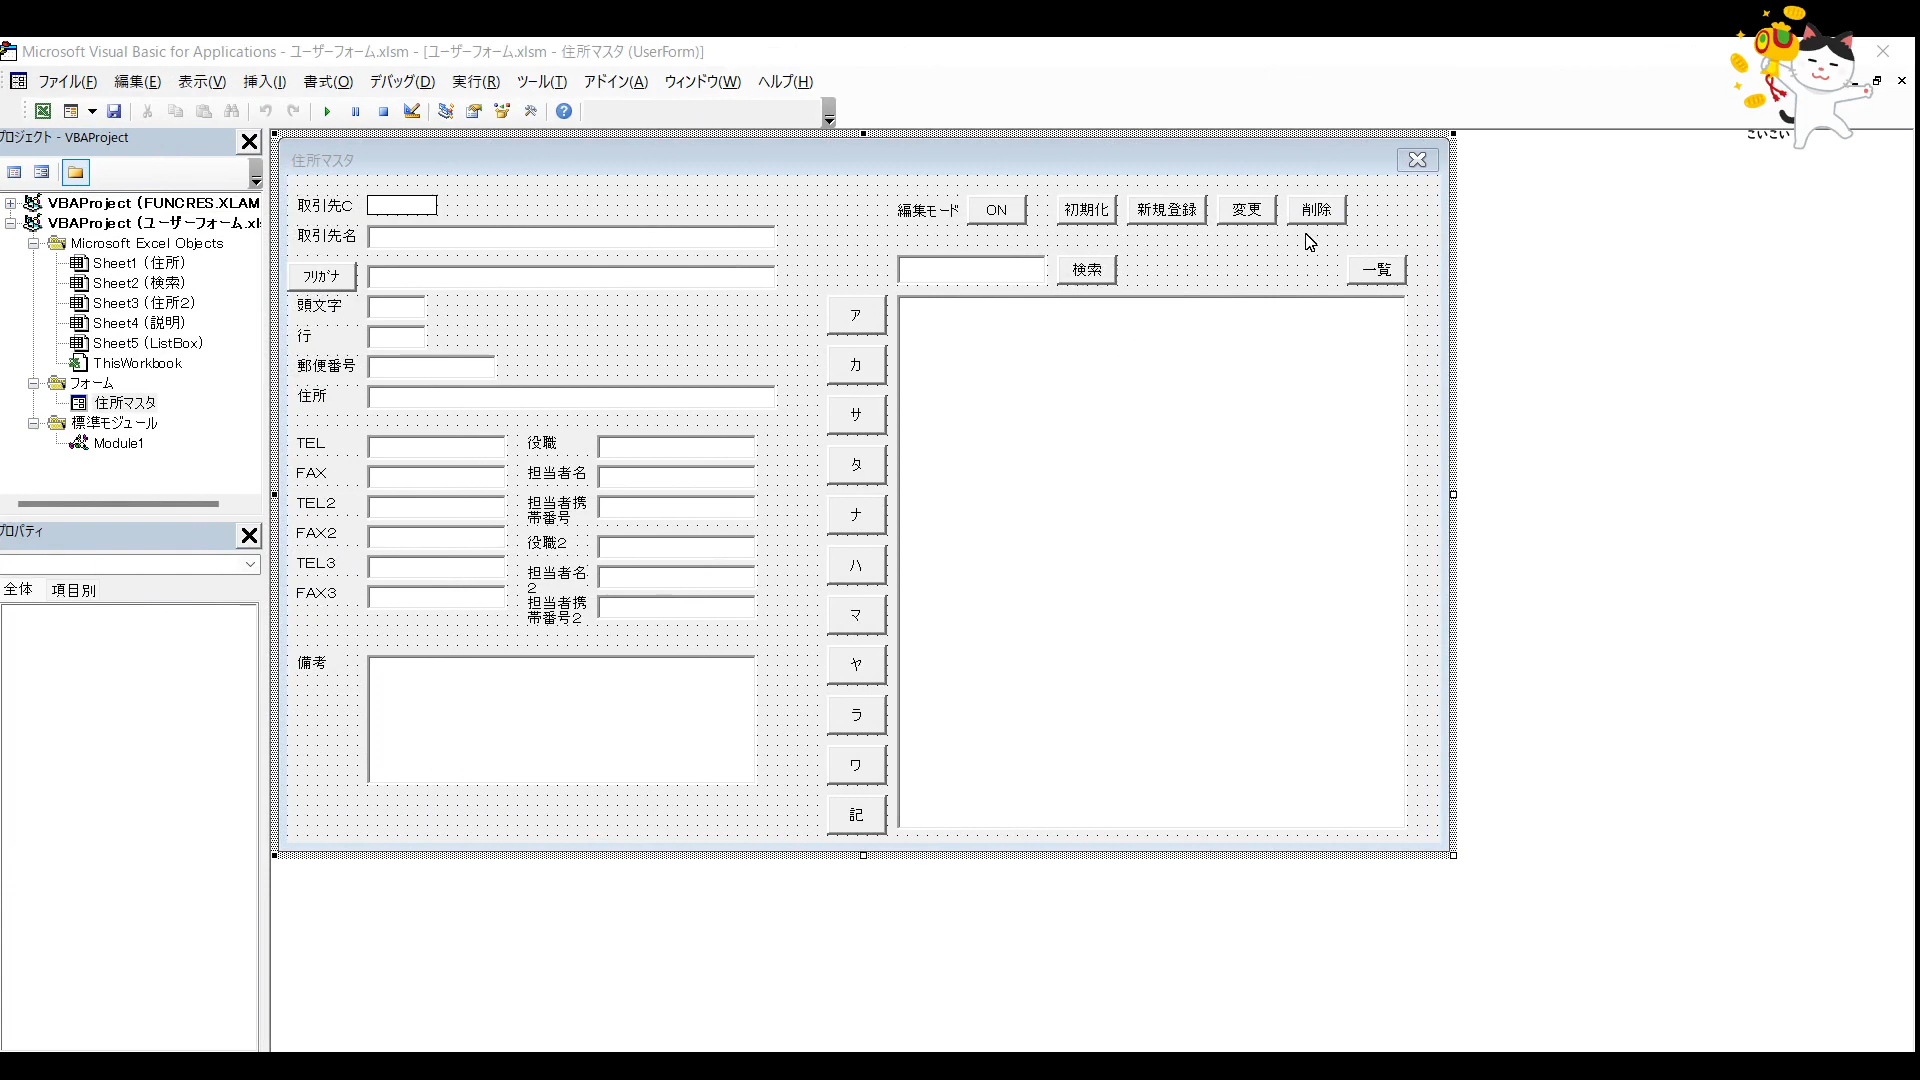 Microsoft Visual Basic for Applications - ユーザーフォーム.xlsm - [ユーザーフォーム.xlsm - 住所マスタ (UserForm)]
ファイル(F) 編集(E) 表示(V) 挿入(I) 書式(O) デバッグ(D) 実行(R) ツール(T) アドイン(A) ウィンドウ(W) ヘルプ(H)
こいこい
プロジェクト - VBAProject
VBAProject (FUNCRES.XLAM
VBAProject (ユーザーフォーム.xl
Microsoft Excel Objects
Sheet1 (住所)
Sheet2 (検索)
Sheet3 (住所2)
Sheet4 (説明)
Sheet5 (ListBox)
ThisWorkbook
フォーム
住所マスタ
標準モジュール
Module1
プロパティ
全体 項目別
住所マスタ
取引先C
取引先名
フリガナ
頭文字
行
郵便番号
住所
TEL
FAX
TEL2
FAX2
TEL3
FAX3
役職
担当者名
担当者携
帯番号
役職2
担当者名
2
担当者携
帯番号2
備考
編集モード ON 初期化 新規登録 変更 削除
検索 一覧
ア
カ
サ
タ
ナ
ハ
マ
ヤ
ラ
ワ
記